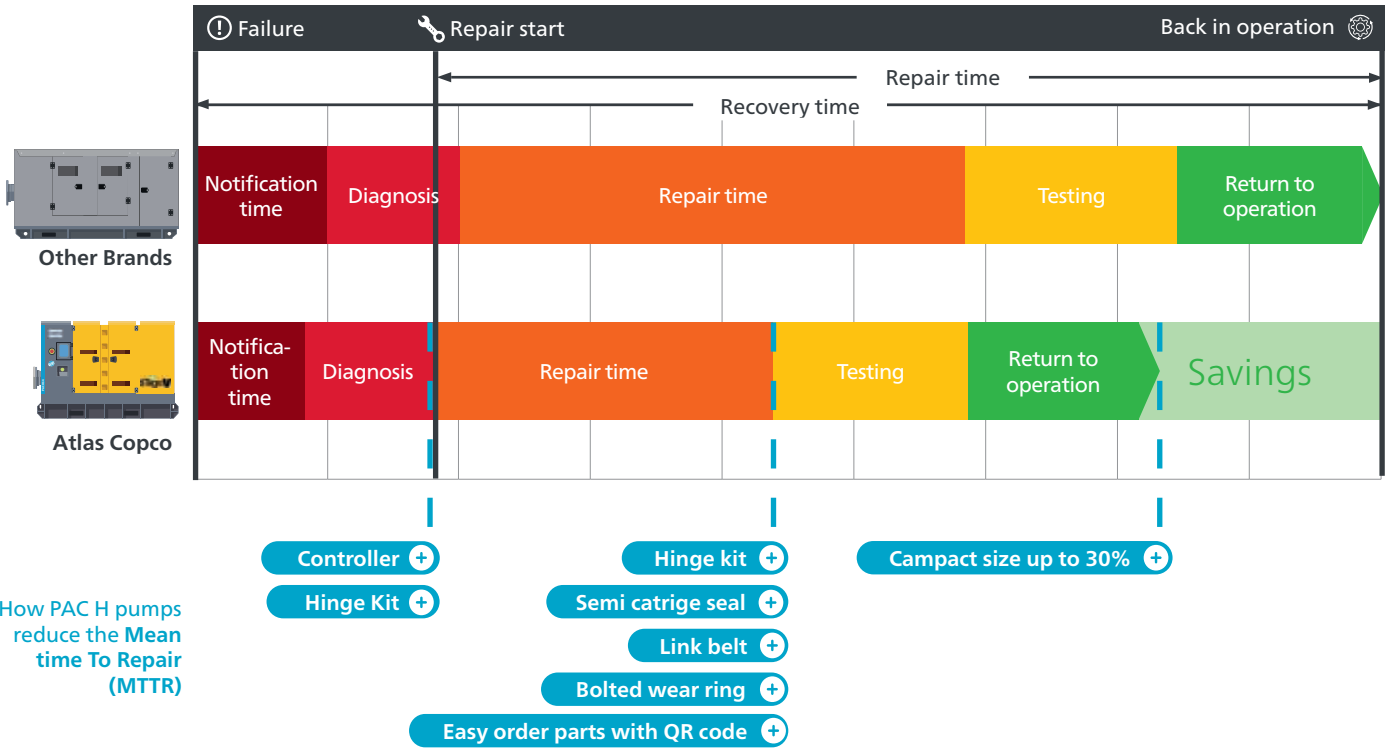 Failure
Repair start
Back in operation
Repair time
Recovery time
Notification
time
Diagnosis
Repair time
Testing
Return to
operation
Other Brands
Notifica-
tion
time
Diagnosis
Repair time
Testing
Return to
operation
Savings
Atlas Copco
Controller
Hinge kit
Campact size up to 30%
Hinge Kit
Semi catrige seal
Link belt
Bolted wear ring
Easy order parts with QR code
How PAC H pumps
reduce the Mean
time To Repair
(MTTR)